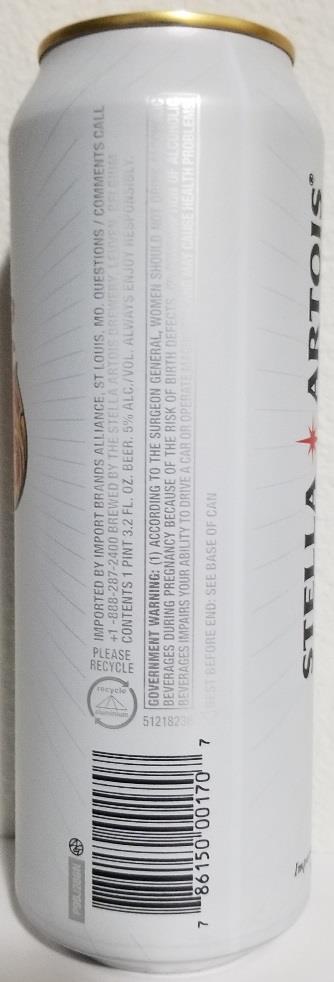 IMPORTED BY IMPORT BRANDS ALLIANCE, ST LOUIS, MO. QUESTIONS / COMMENTS CALL
+1-888-287-2400 BREWED BY THE STELLA ARTOIS BREWERY, LEUVEN, BELGIUM
CONTENTS 1 PINT 3.2 FL. OZ. BEER. 5% ALC./VOL. ALWAYS ENJOY RESPONSIBLY.
PLEASE
RECYCLE
recycle
aluminium
GOVERNMENT WARNING: (1) ACCORDING TO THE SURGEON GENERAL, WOMEN SHOULD NOT
BEVERAGES DURING PREGNANCY BECAUSE OF THE RISK OF BIRTH DEFECTS. OF ALCOHOLIC
BEVERAGES IMPAIRS YOUR ABILITY TO DRIVE A CAR OR OPERATE MAY CAUSE HEALTH PROBLEMS
BEST BEFORE END: SEE BASE OF CAN
7 86150 00170 7
STELLA ARTOIS®